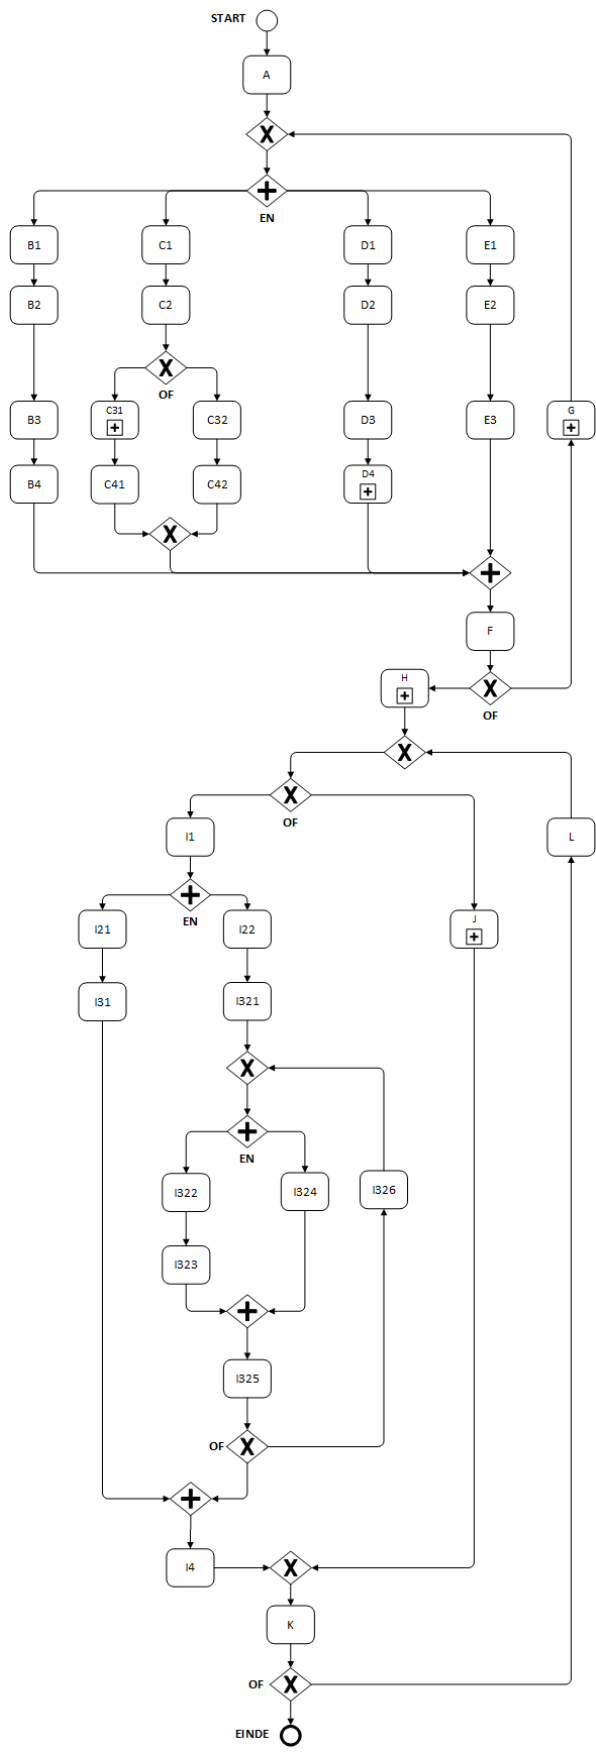 START
A
EN
B1 C1 D1 E1
B2 C2 D2 E2
OF
B3 C31 C32 D3 E3 G
B4 C41 C42 D4
F
H
OF
OF
I1 L
EN
I21 I22 J
I31 I321
EN
I322 I324 I326
I323
I325
OF
I4
K
OF
EINDE